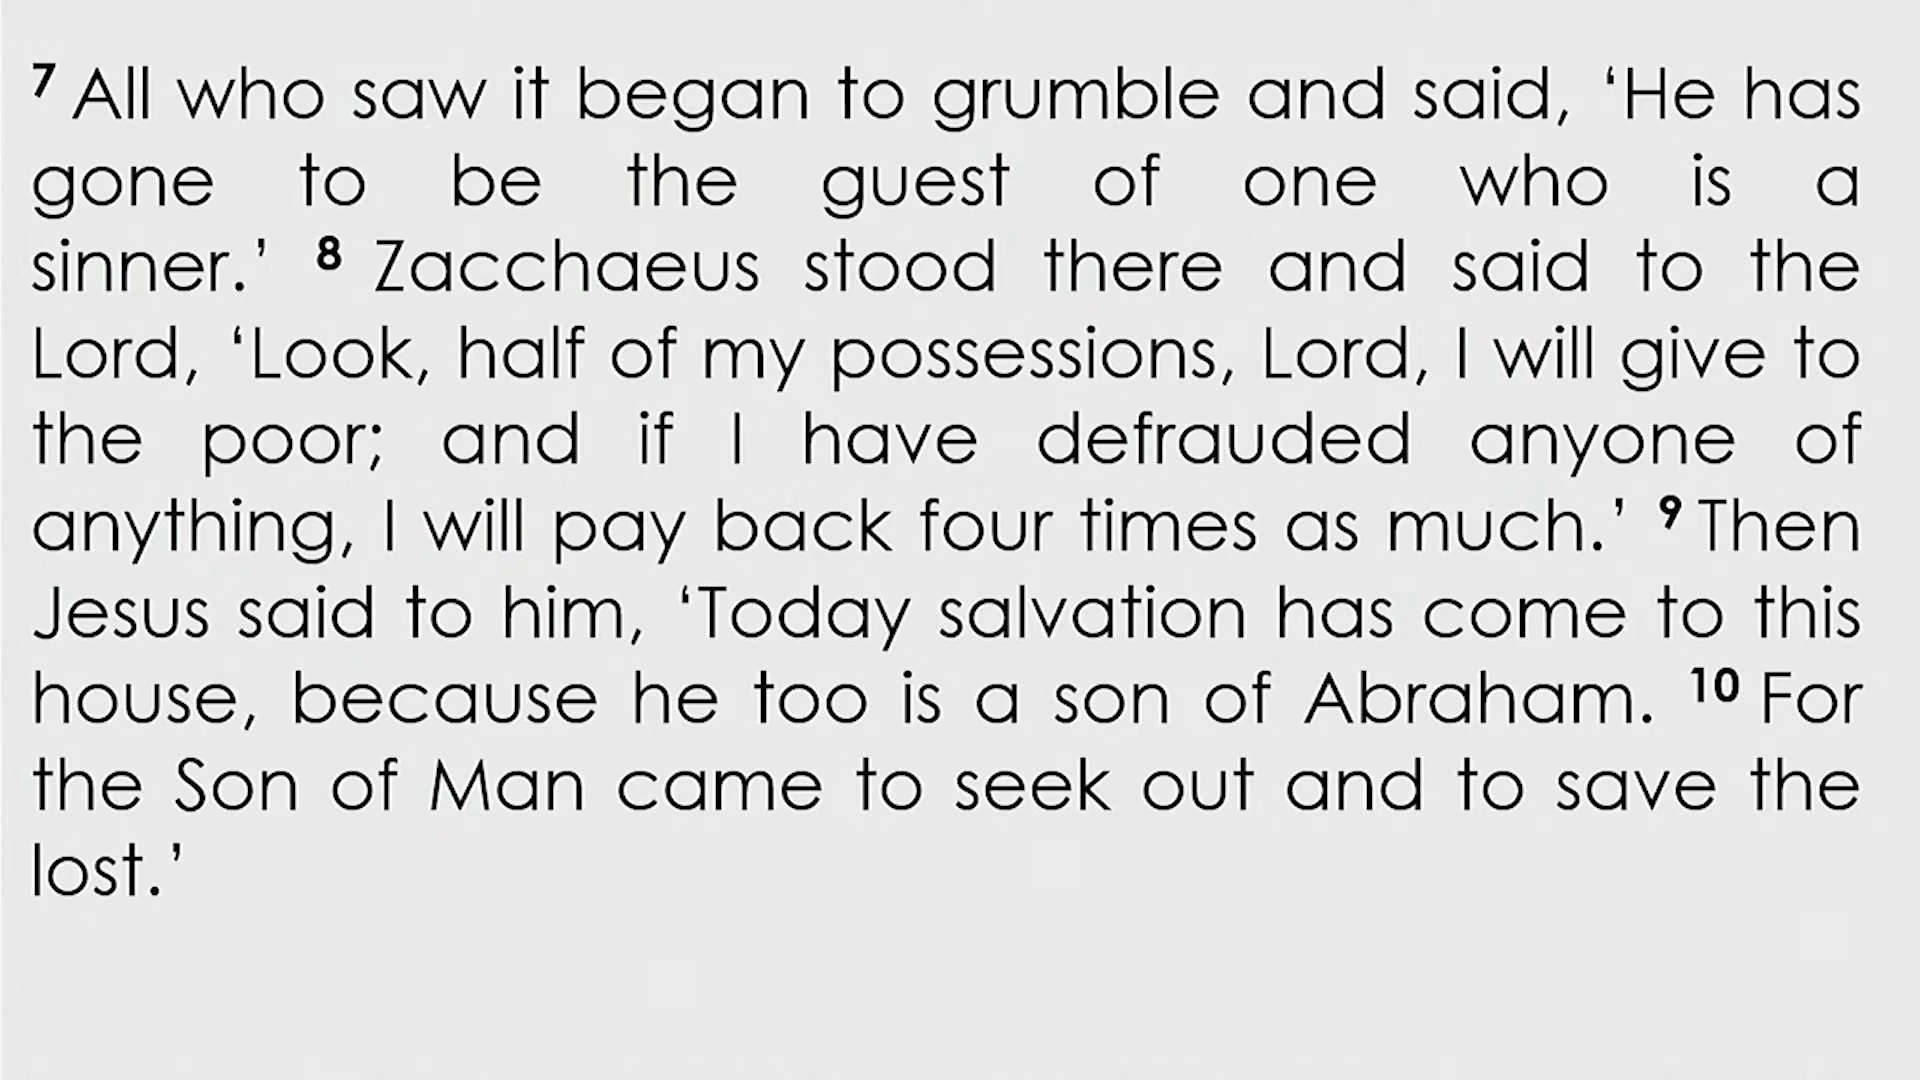 7 All who saw it began to grumble and said, ‘He has
gone to be the guest of one who is a
sinner.’ 8 Zacchaeus stood there and said to the
Lord, ‘Look, half of my possessions, Lord, I will give to
the poor; and if I have defrauded anyone of
anything, I will pay back four times as much.’ 9 Then
Jesus said to him, ‘Today salvation has come to this
house, because he too is a son of Abraham. 10 For
the Son of Man came to seek out and to save the
lost.’